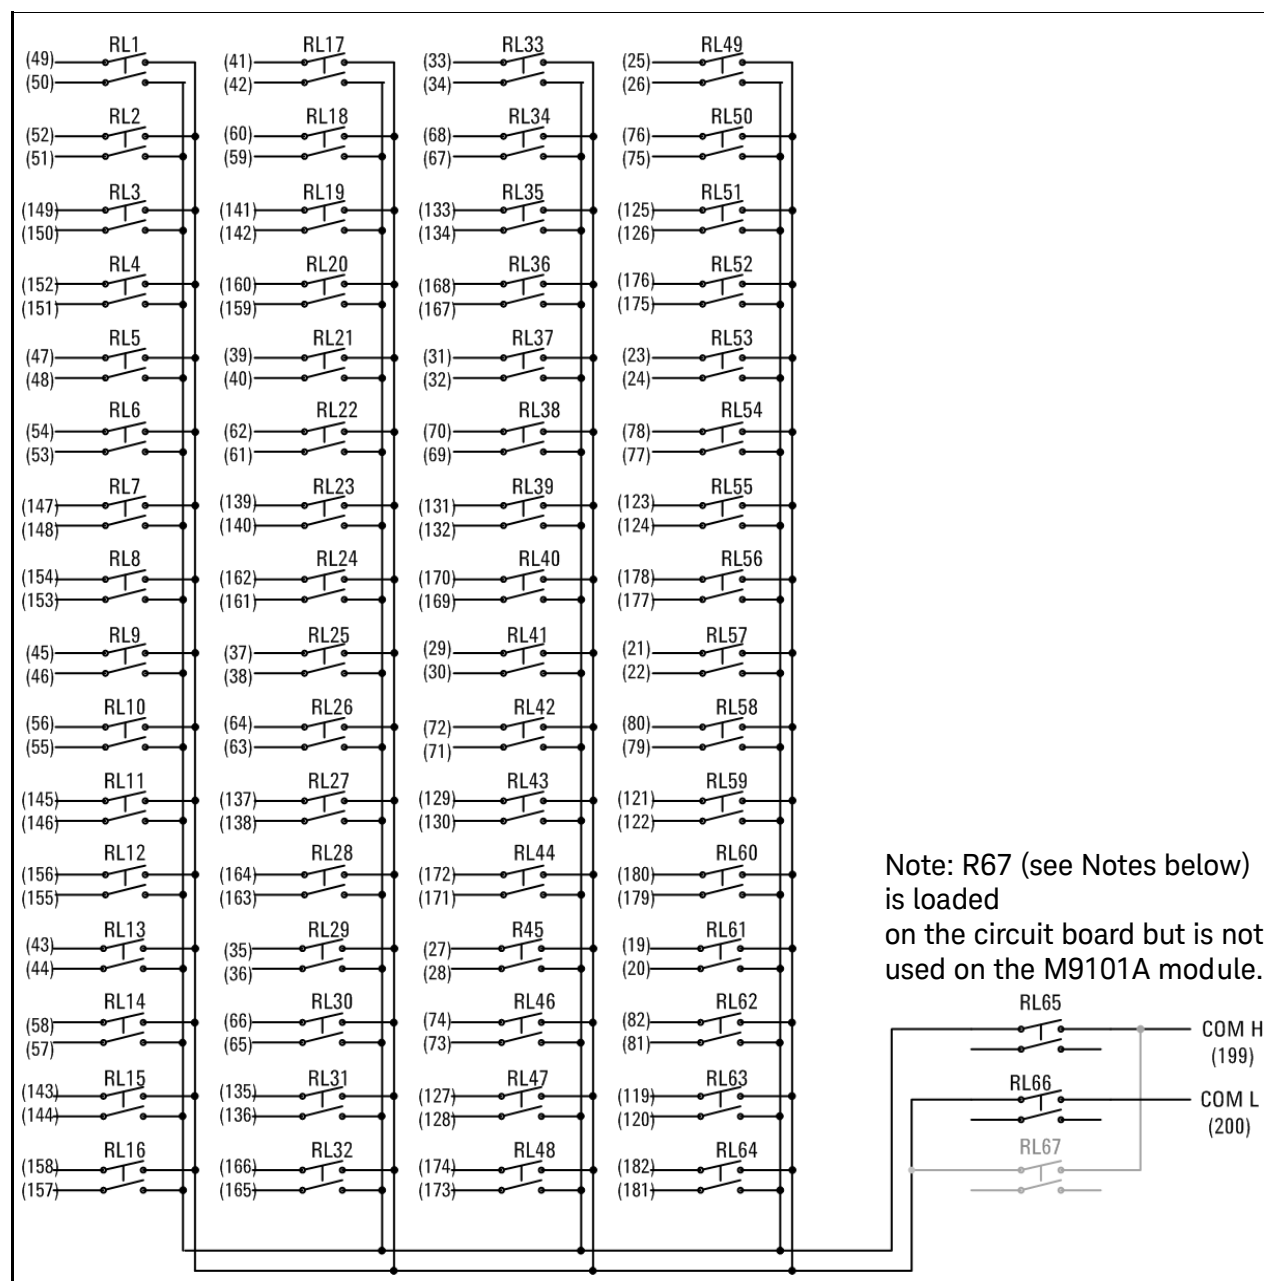 RL1 RL17 RL33 RL49
(49) (41) (33) (25)
(50) (42) (34) (26)
RL2 RL18 RL34 RL50
(52) (60) (68) (76)
(51) (59) (67) (75)
RL3 RL19 RL35 RL51
(149) (141) (133) (125)
(150) (142) (134) (126)
RL4 RL20 RL36 RL52
(152) (160) (168) (176)
(151) (159) (167) (175)
RL5 RL21 RL37 RL53
(47) (39) (31) (23)
(48) (40) (32) (24)
RL6 RL22 RL38 RL54
(54) (62) (70) (78)
(53) (61) (69) (77)
RL7 RL23 RL39 RL55
(147) (139) (131) (123)
(148) (140) (132) (124)
RL8 RL24 RL40 RL56
(154) (162) (170) (178)
(153) (161) (169) (177)
RL9 RL25 RL41 RL57
(45) (37) (29) (21)
(46) (38) (30) (22)
RL10 RL26 RL42 RL58
(56) (64) (72) (80)
(55) (63) (71) (79)
RL11 RL27 RL43 RL59
(145) (137) (129) (121)
(146) (138) (130) (122)
RL12 RL28 RL44 RL60
(156) (164) (172) (180)
(155) (163) (171) (179)
RL13 RL29 R45 RL61
(43) (35) (27) (19)
(44) (36) (28) (20)
RL14 RL30 RL46 RL62
(58) (66) (74) (82)
(57) (65) (73) (81)
RL15 RL31 RL47 RL63
(143) (135) (127) (119)
(144) (136) (128) (120)
RL16 RL32 RL48 RL64
(158) (166) (174) (182)
(157) (165) (173) (181)
Note: R67 (see Notes below)
is loaded
on the circuit board but is not
used on the M9101A module.
RL65
COM H
(199)
RL66
COM L
(200)
RL67